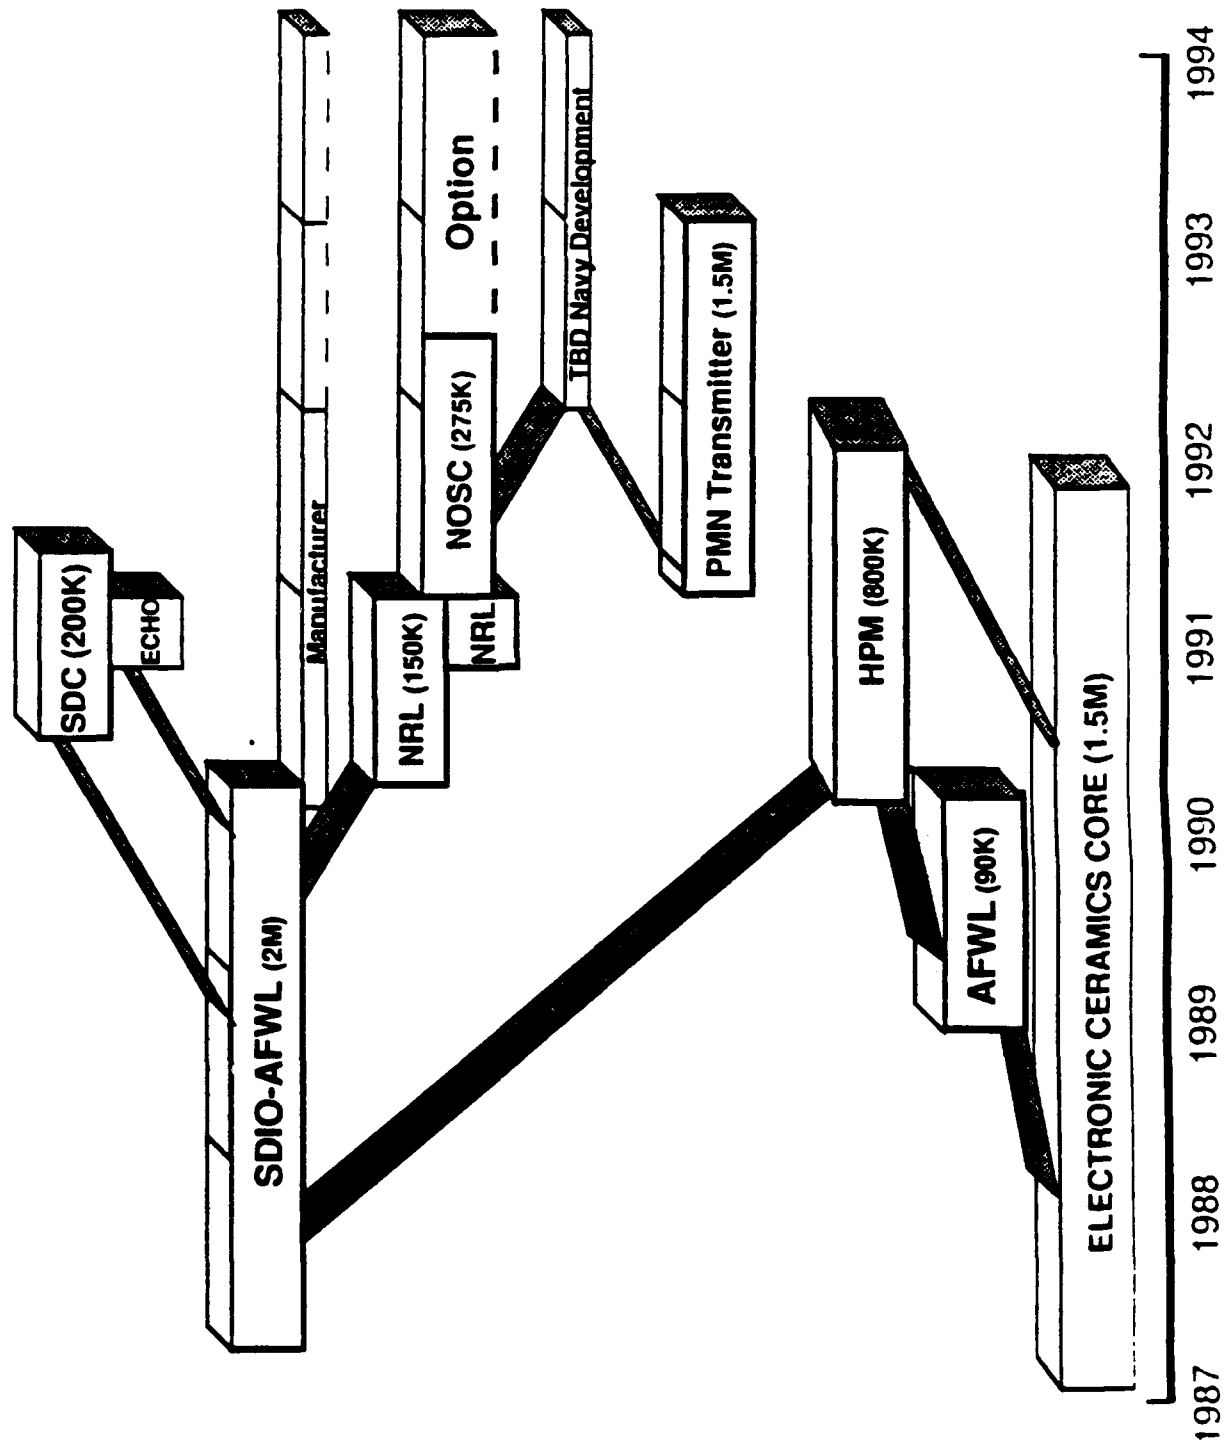 SDC (200K)
ECHO
SDIO-AFWL (2M)
Manufacturer
NRL (150K)
NRL
NOSC (275K)
Option
TBD Navy Development
PMN Transmitter (1.5M)
HPM (800K)
AFWL (90K)
ELECTRONIC CERAMICS CORE (1.5M)
1987 1988 1989 1990 1991 1992 1993 1994